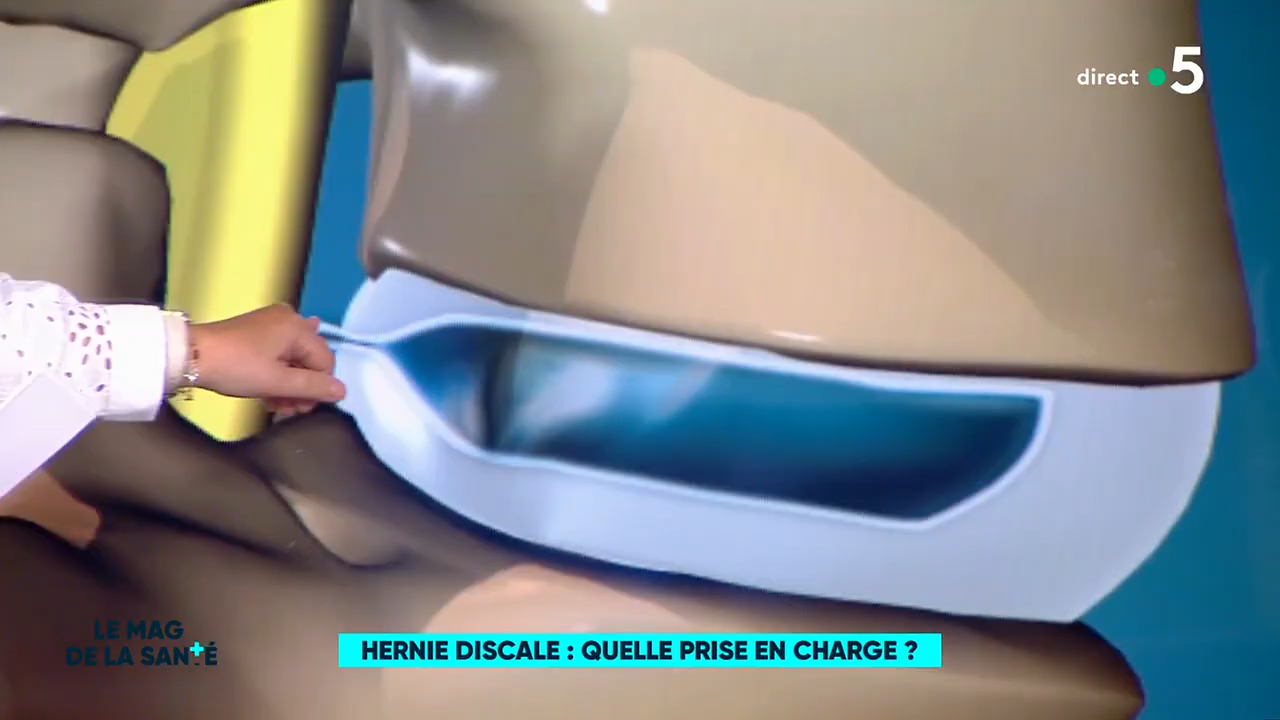 direct 5
LE MAG
DE LA SANTÉ
HERNIE DISCALE : QUELLE PRISE EN CHARGE ?